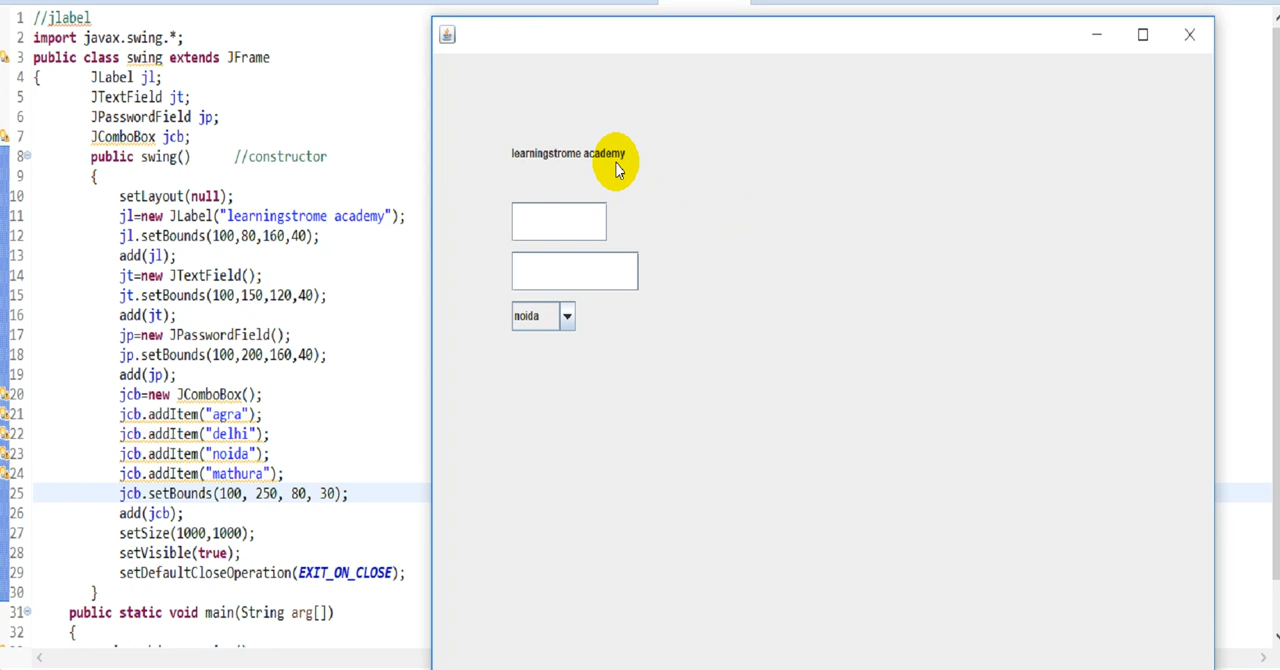 1 //jlabel
2 import javax.swing.*;
3 public class swing extends JFrame
4 { JLabel jl;
5 JTextField jt;
6 JPasswordField jp;
7 JComboBox jcb;
8 public swing() //constructor
9 {
10 setLayout(null);
11 jl=new JLabel("learningstrome academy");
12 jl.setBounds(100,80,160,40);
13 add(jl);
14 jt=new JTextField();
15 jt.setBounds(100,150,120,40);
16 add(jt);
17 jp=new JPasswordField();
18 jp.setBounds(100,200,160,40);
19 add(jp);
20 jcb=new JComboBox();
21 jcb.addItem("agra");
22 jcb.addItem("delhi");
23 jcb.addItem("noida");
24 jcb.addItem("mathura");
25 jcb.setBounds(100, 250, 80, 30);
26 add(jcb);
27 setSize(1000,1000);
28 setVisible(true);
29 setDefaultCloseOperation(EXIT_ON_CLOSE);
30 }
31 public static void main(String arg[])
32 {
learningstrome academy
noida